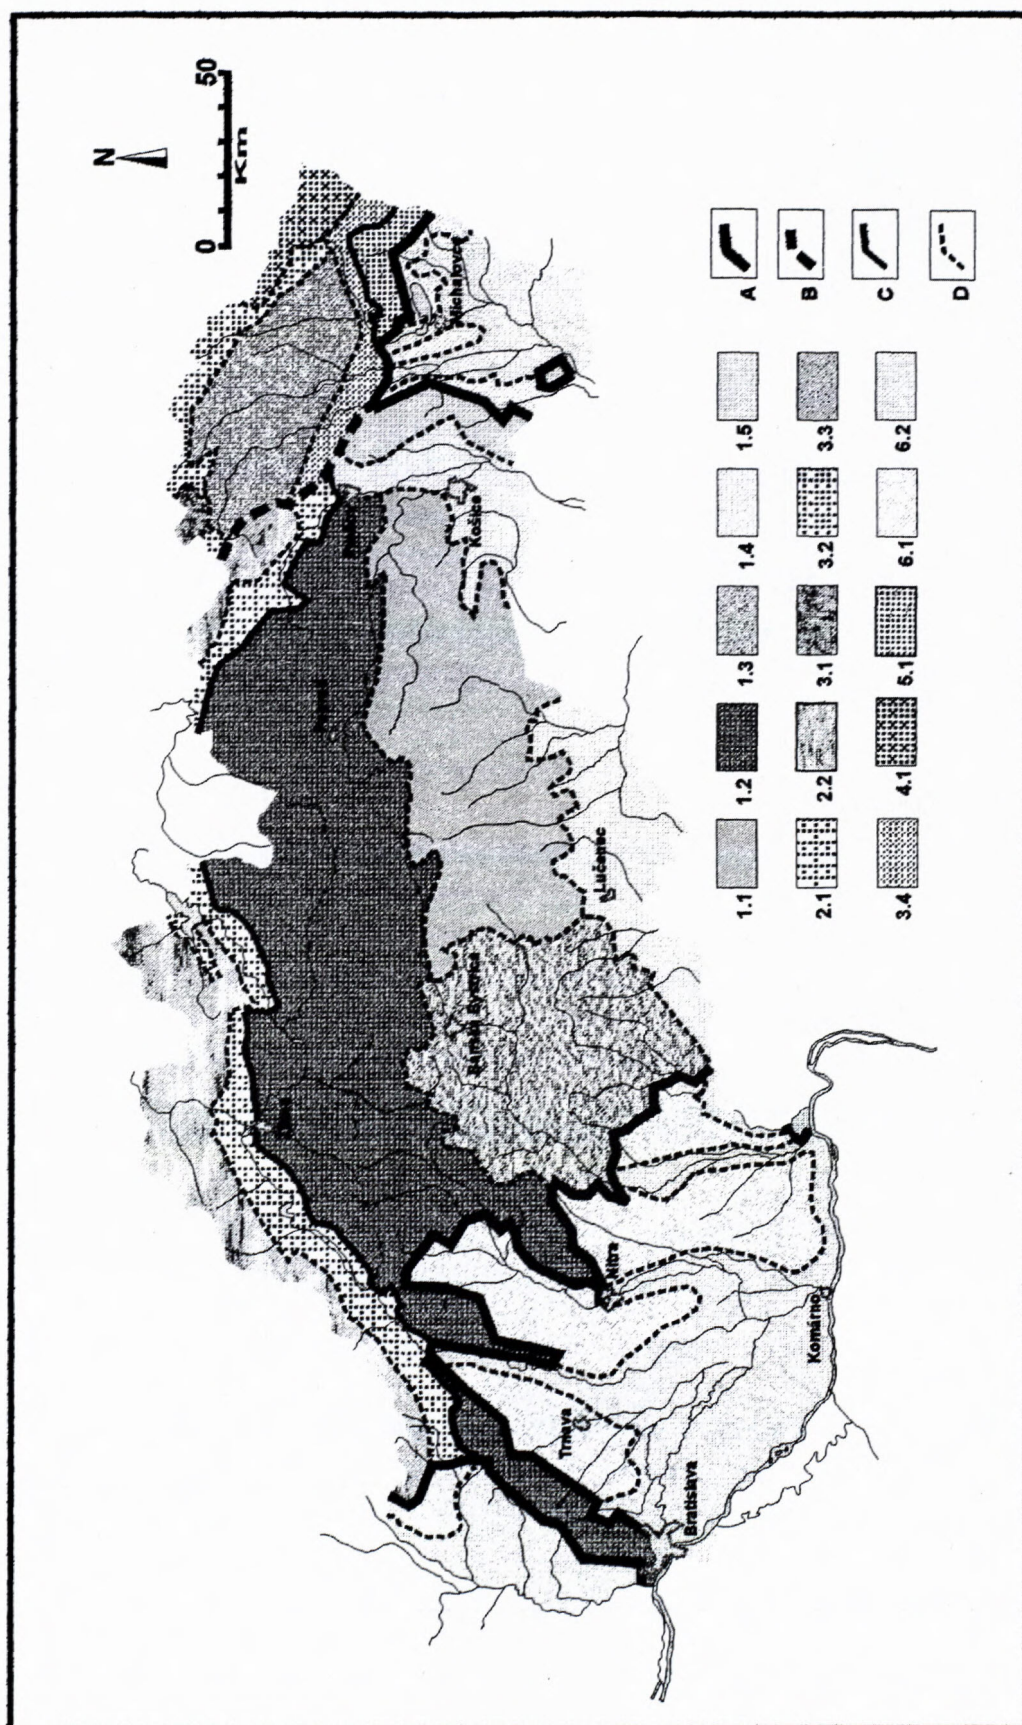 N
0 50
Km
Michalovce
Košice
Lučenec
Banská Bystrica
Žilina
Nitra
Trnava
Komárno
Bratislava
1.1 1.2 1.3 1.4 1.5
2.1 2.2 3.1 3.2 3.3
3.4 4.1 5.1 6.1 6.2
A
B
C
D